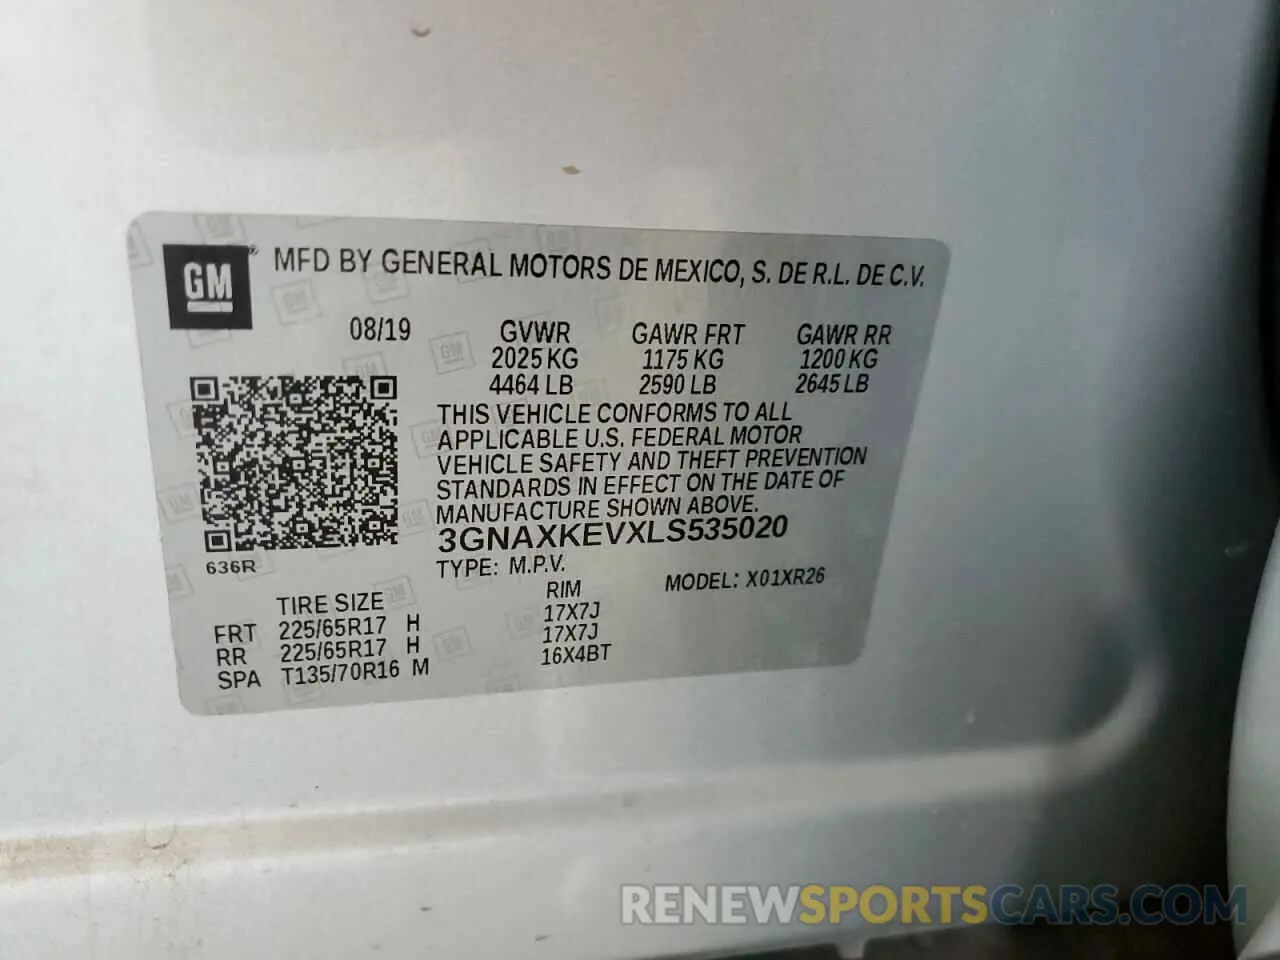 GM® MFD BY GENERAL MOTORS DE MEXICO, S. DE R.L. DE C.V.
08/19 GVWR GAWR FRT GAWR RR
2025 KG 1175 KG 1200 KG
4464 LB 2590 LB 2645 LB
THIS VEHICLE CONFORMS TO ALL
APPLICABLE U.S. FEDERAL MOTOR
VEHICLE SAFETY AND THEFT PREVENTION
STANDARDS IN EFFECT ON THE DATE OF
MANUFACTURE SHOWN ABOVE.
3GNAXKEVXLS535020
636R
TYPE: M.P.V. MODEL: X01XR26
TIRE SIZE RIM
FRT 225/65R17 H 17X7J
RR 225/65R17 H 17X7J
SPA T135/70R16 M 16X4BT
RENEWSPORTSCARS.COM